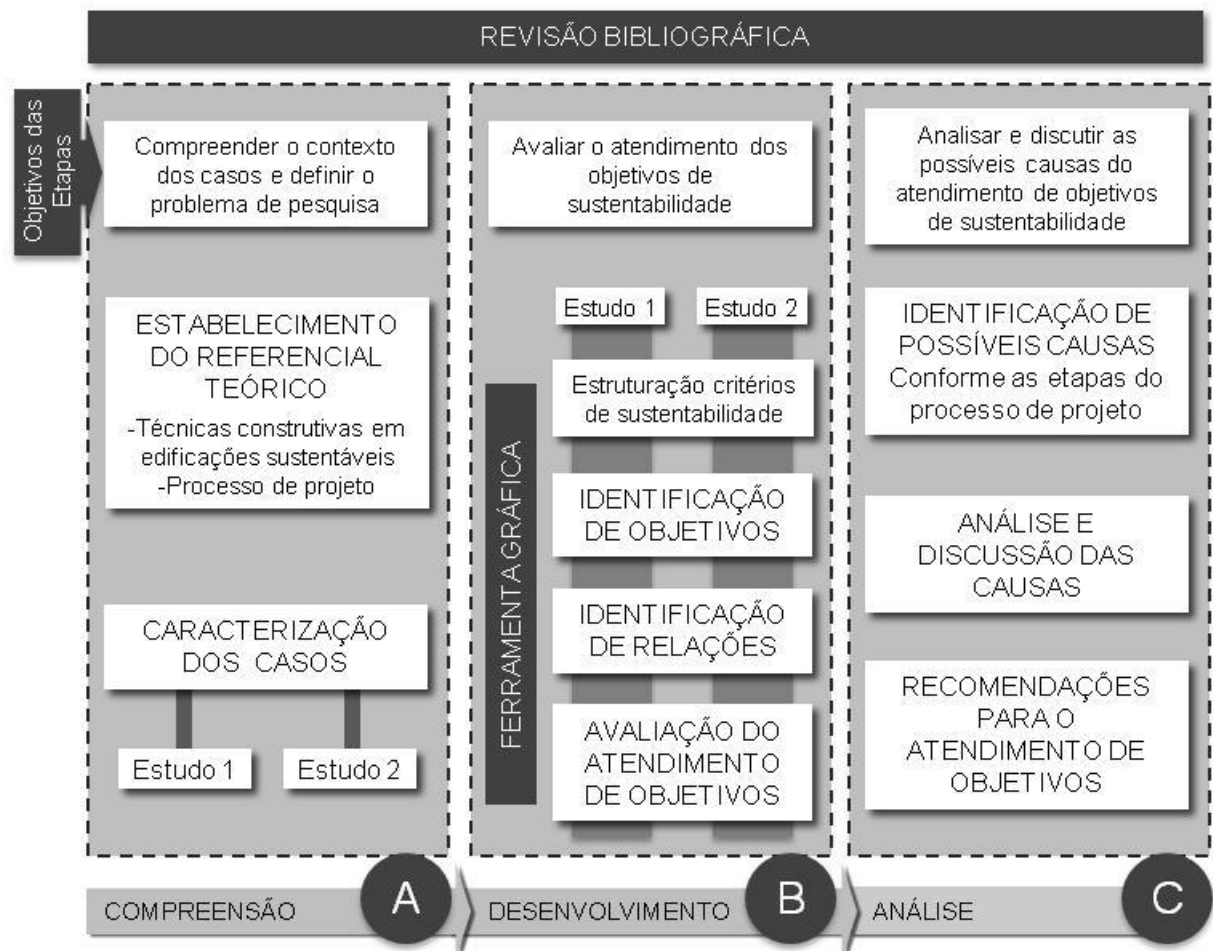 REVISÃO BIBLIOGRÁFICA
Objetivos das
Etapas
Compreender o contexto
dos casos e definir o
problema de pesquisa
ESTABELECIMENTO
DO REFERENCIAL
TEÓRICO
-Técnicas construtivas em
edificações sustentáveis
-Processo de projeto
CARACTERIZAÇÃO
DOS CASOS
Estudo 1
Estudo 2
COMPREENSÃO
A
Avaliar o atendimento dos
objetivos de
sustentabilidade
Estudo 1
Estudo 2
FERRAMENTA GRÁFICA
Estruturação critérios
de sustentabilidade
IDENTIFICAÇÃO
DE OBJETIVOS
IDENTIFICAÇÃO
DE RELAÇÕES
AVALIAÇÃO DO
ATENDIMENTO
DE OBJETIVOS
DESENVOLVIMENTO
B
Analisar e discutir as
possíveis causas do
atendimento de objetivos
de sustentabilidade
IDENTIFICAÇÃO DE
POSSÍVEIS CAUSAS
Conforme as etapas do
processo de projeto
ANÁLISE E
DISCUSSÃO DAS
CAUSAS
RECOMENDAÇÕES
PARA O
ATENDIMENTO DE
OBJETIVOS
ANÁLISE
C